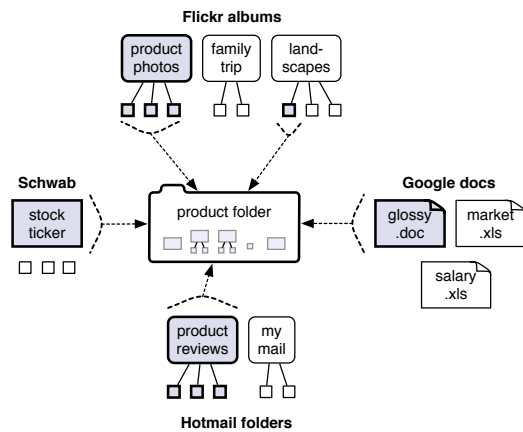 Flickr albums
product
photos
family
trip
land-
scapes
Schwab
stock
ticker
product folder
Google docs
glossy
.doc
market
.xls
salary
.xls
product
reviews
my
mail
Hotmail folders